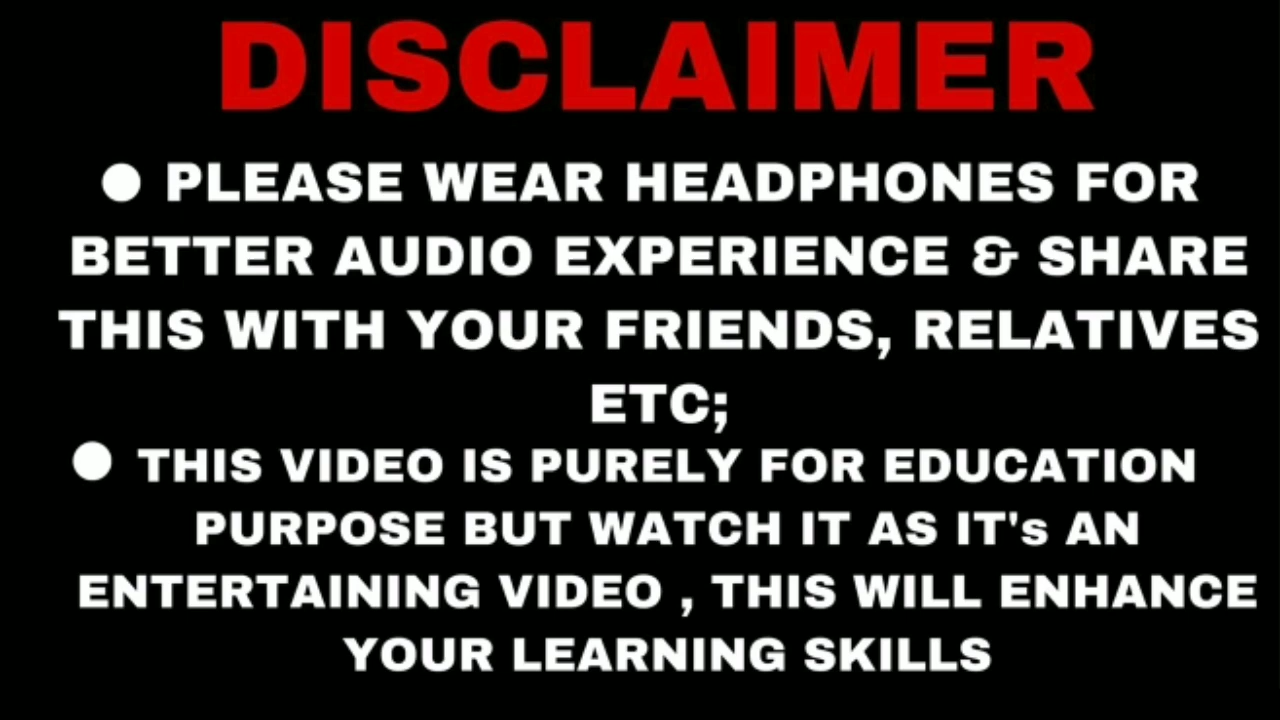 DISCLAIMER
● PLEASE WEAR HEADPHONES FOR
BETTER AUDIO EXPERIENCE & SHARE
THIS WITH YOUR FRIENDS, RELATIVES
ETC;
● THIS VIDEO IS PURELY FOR EDUCATION
PURPOSE BUT WATCH IT AS IT's AN
ENTERTAINING VIDEO , THIS WILL ENHANCE
YOUR LEARNING SKILLS